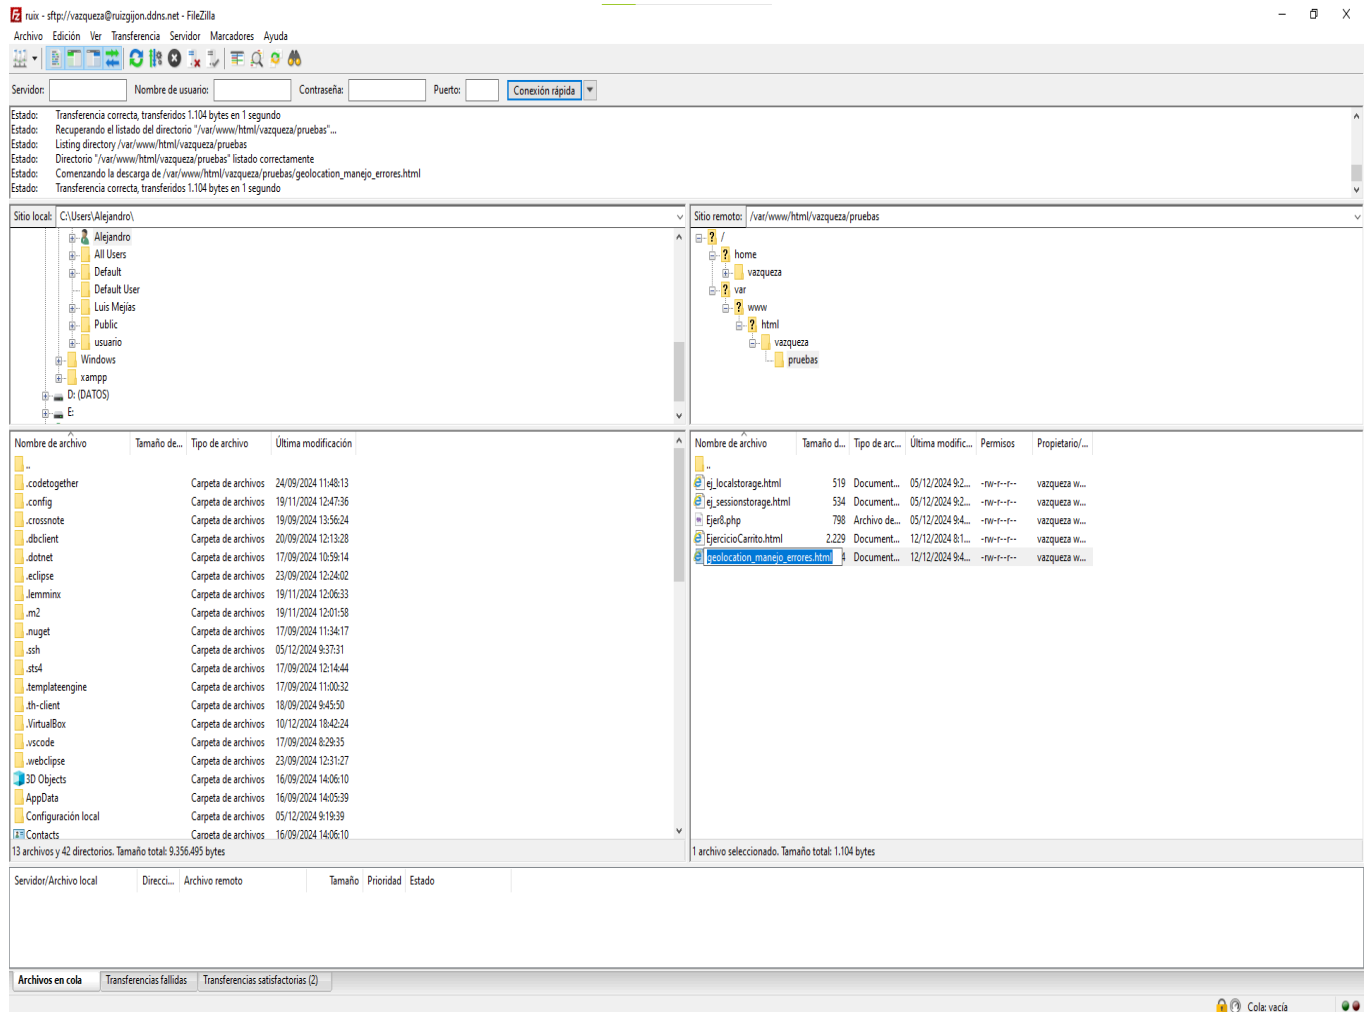 ruix - sftp://vazqueza@ruizgijon.ddns.net - FileZilla
Archivo Edición Ver Transferencia Servidor Marcadores Ayuda
Servidor: Nombre de usuario: Contraseña: Puerto: Conexión rápida
Estado: Transferencia correcta, transferidos 1.104 bytes en 1 segundo
Estado: Recuperando el listado del directorio "/var/www/html/vazqueza/pruebas"...
Estado: Listing directory /var/www/html/vazqueza/pruebas
Estado: Directorio "/var/www/html/vazqueza/pruebas" listado correctamente
Estado: Comenzando la descarga de /var/www/html/vazqueza/pruebas/geolocation_manejo_errores.html
Estado: Transferencia correcta, transferidos 1.104 bytes en 1 segundo
Sitio local: C:\Users\Alejandro\
Alejandro
All Users
Default
Default User
Luis Mejías
Public
usuario
Windows
xampp
D: (DATOS)
E:
Sitio remoto: /var/www/html/vazqueza/pruebas
/
home
vazqueza
var
www
html
vazqueza
pruebas
Nombre de archivo Tamaño de... Tipo de archivo Última modificación
..
.codetogether Carpeta de archivos 24/09/2024 11:48:13
.config Carpeta de archivos 19/11/2024 12:47:36
.crossnote Carpeta de archivos 19/09/2024 13:56:24
.dbclient Carpeta de archivos 20/09/2024 12:13:28
.dotnet Carpeta de archivos 17/09/2024 10:59:14
.eclipse Carpeta de archivos 23/09/2024 12:24:02
.lemminx Carpeta de archivos 19/11/2024 12:06:33
.m2 Carpeta de archivos 19/11/2024 12:01:58
.nuget Carpeta de archivos 17/09/2024 11:34:17
.ssh Carpeta de archivos 05/12/2024 9:37:31
.sts4 Carpeta de archivos 17/09/2024 12:14:44
.templateengine Carpeta de archivos 17/09/2024 11:00:32
.th-client Carpeta de archivos 18/09/2024 9:45:50
.VirtualBox Carpeta de archivos 10/12/2024 18:42:24
.vscode Carpeta de archivos 17/09/2024 8:29:35
.webclipse Carpeta de archivos 23/09/2024 12:31:27
3D Objects Carpeta de archivos 16/09/2024 14:06:10
AppData Carpeta de archivos 16/09/2024 14:05:39
Configuración local Carpeta de archivos 05/12/2024 9:19:39
Contacts Carpeta de archivos 16/09/2024 14:06:10
13 archivos y 42 directorios. Tamaño total: 9.356.495 bytes
Nombre de archivo Tamaño d... Tipo de arc... Última modific... Permisos Propietario/...
..
ej_localstorage.html 519 Document... 05/12/2024 9:2... -rw-r--r-- vazqueza w...
ej_sessionstorage.html 534 Document... 05/12/2024 9:2... -rw-r--r-- vazqueza w...
Ejer8.php 798 Archivo de... 05/12/2024 9:4... -rw-r--r-- vazqueza w...
EjercicioCarrito.html 2.229 Document... 12/12/2024 8:1... -rw-r--r-- vazqueza w...
geolocation_manejo_errores.html 4 Document... 12/12/2024 9:4... -rw-r--r-- vazqueza w...
1 archivo seleccionado. Tamaño total: 1.104 bytes
Servidor/Archivo local Direcci... Archivo remoto Tamaño Prioridad Estado
Archivos en cola Transferencias fallidas Transferencias satisfactorias (2)
Cola: vacía